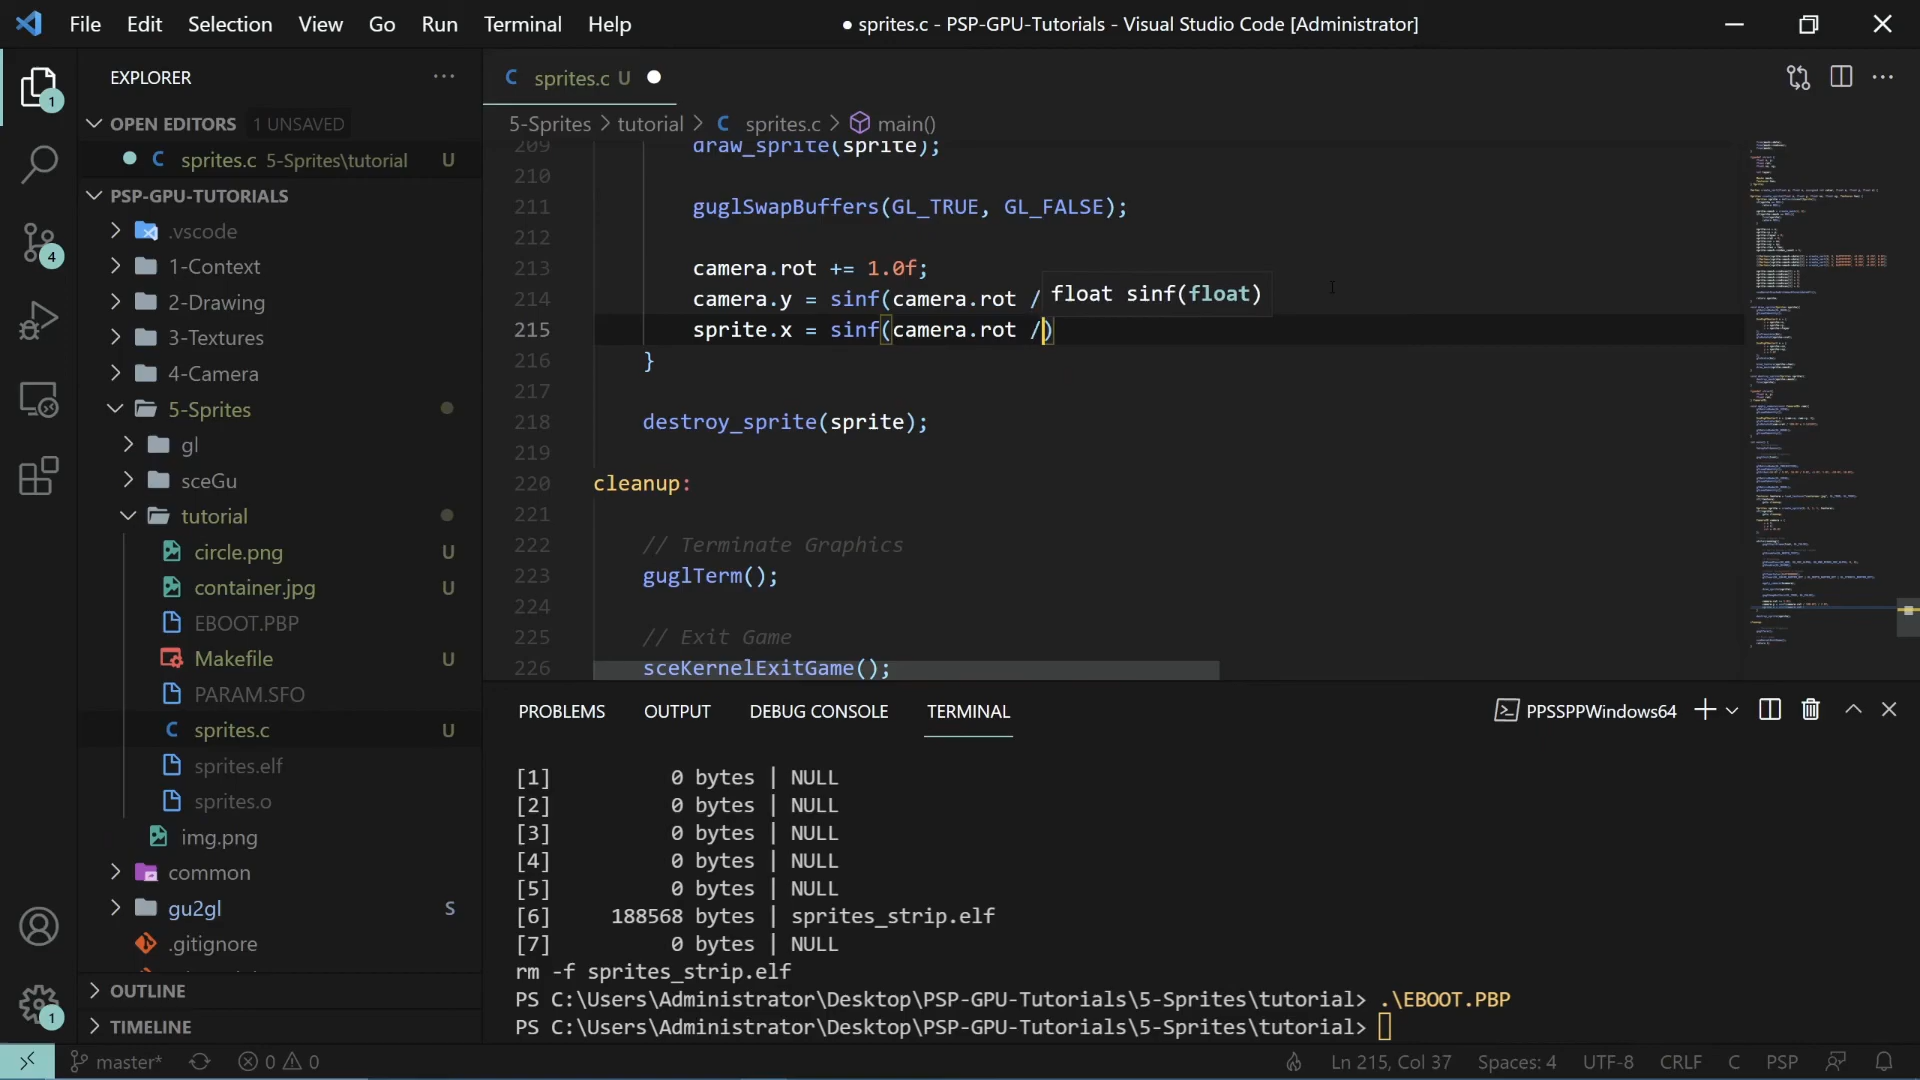 File Edit Selection View Go Run Terminal Help
● sprites.c - PSP-GPU-Tutorials - Visual Studio Code [Administrator]
EXPLORER
OPEN EDITORS 1 UNSAVED
sprites.c 5-Sprites\tutorial U
PSP-GPU-TUTORIALS
.vscode
1-Context
2-Drawing
3-Textures
4-Camera
5-Sprites
gl
sceGu
tutorial
circle.png U
container.jpg U
EBOOT.PBP
Makefile U
PARAM.SFO
sprites.c U
sprites.elf
sprites.o
img.png
common
gu2gl S
.gitignore
OUTLINE
TIMELINE
1
4
1
C sprites.c U
5-Sprites > tutorial > C sprites.c > main()
209 draw_sprite(sprite);
210
211 guglSwapBuffers(GL_TRUE, GL_FALSE);
212
213 camera.rot += 1.0f;
214 camera.y = sinf(camera.rot /
float sinf(float)
215 sprite.x = sinf(camera.rot /)
216 }
217
218 destroy_sprite(sprite);
219
220 cleanup:
221
222 // Terminate Graphics
223 guglTerm();
224
225 // Exit Game
226 sceKernelExitGame();
PROBLEMS OUTPUT DEBUG CONSOLE TERMINAL
PPSSPPWindows64
[1] 0 bytes | NULL
[2] 0 bytes | NULL
[3] 0 bytes | NULL
[4] 0 bytes | NULL
[5] 0 bytes | NULL
[6] 188568 bytes | sprites_strip.elf
[7] 0 bytes | NULL
rm -f sprites_strip.elf
PS C:\Users\Administrator\Desktop\PSP-GPU-Tutorials\5-Sprites\tutorial> .\EBOOT.PBP
PS C:\Users\Administrator\Desktop\PSP-GPU-Tutorials\5-Sprites\tutorial>
master* 0 0 Ln 215, Col 37 Spaces: 4 UTF-8 CRLF C PSP